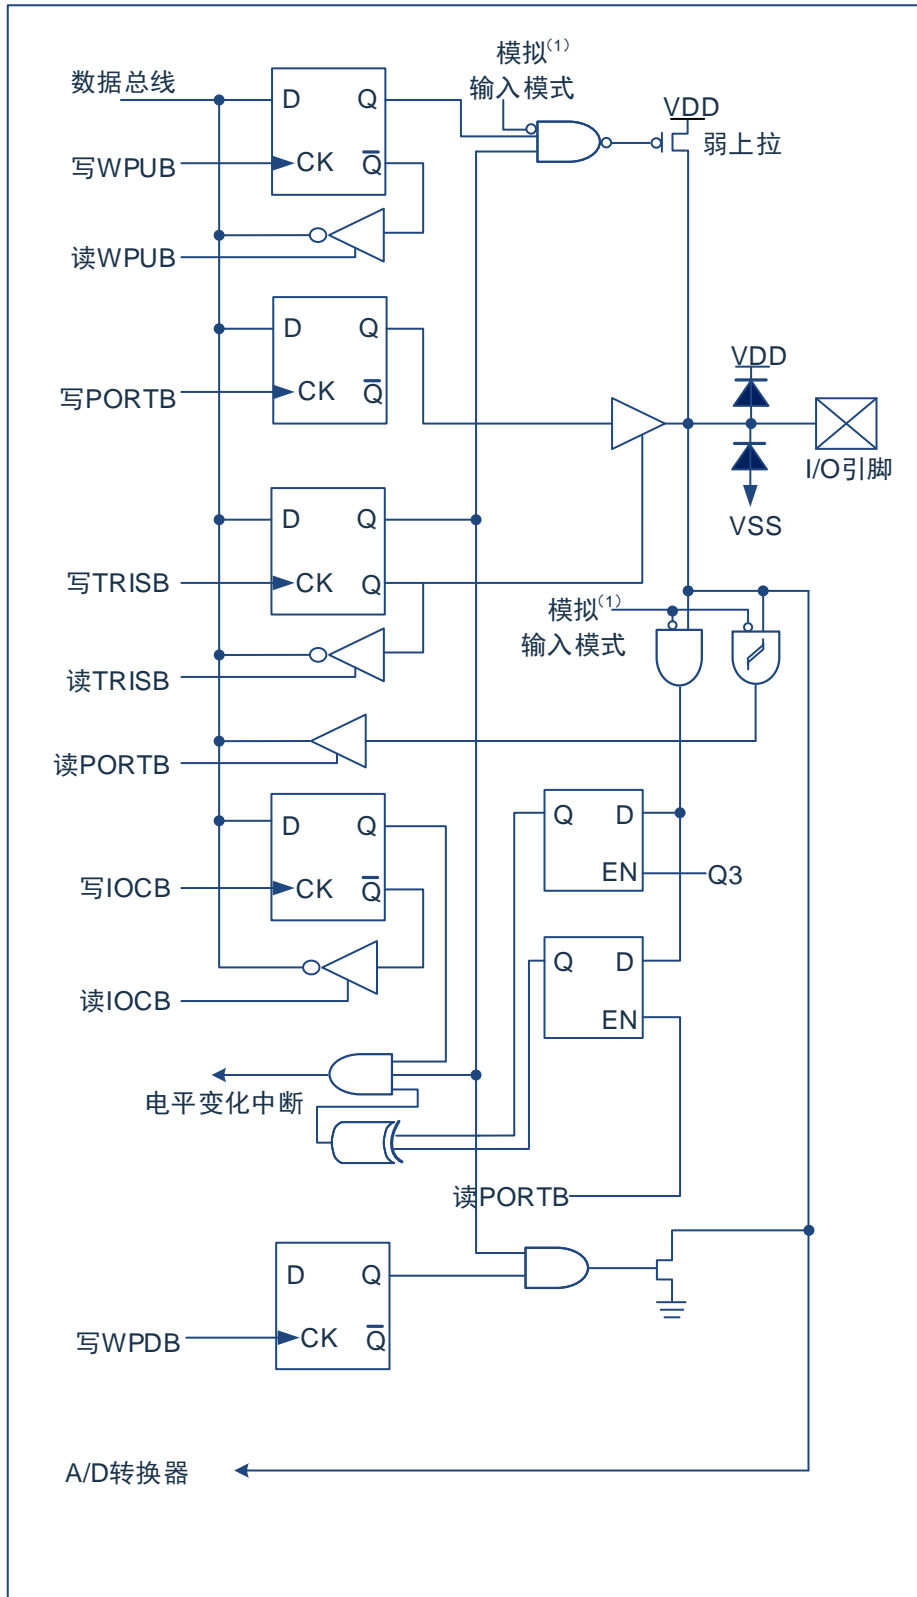 模拟(1)
输入模式
数据总线
D Q
VDD
弱上拉
写WPUB
CK Q
读WPUB
D Q
VDD
写PORTB
CK Q
I/O引脚
D Q
VSS
写TRISB
CK Q
模拟(1)
输入模式
读TRISB
读PORTB
D Q
Q D
写IOCB
CK Q
EN
Q3
Q D
读IOCB
EN
电平变化中断
读PORTB
D Q
写WPDB
CK Q
A/D转换器